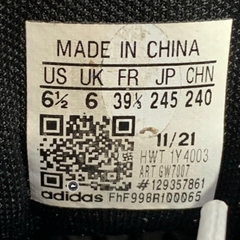 MADE IN CHINA
US UK FR JP CHN
6½ 6 39⅓ 245 240
11/21
HWT 1Y4003
ART GW7007
#129357861
adidas FhF998R100065